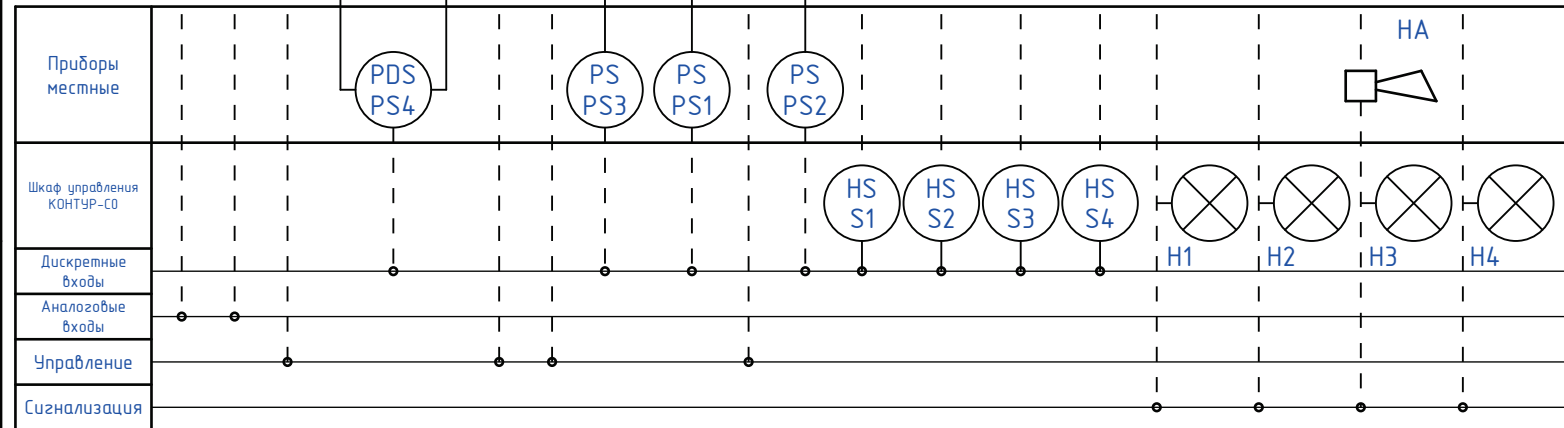 Приборы
местные
PDS
PS4
PS
PS3
PS
PS1
PS
PS2
HA
Шкаф управления
КОНТУР-СО
HS
S1
HS
S2
HS
S3
HS
S4
H1
H2
H3
H4
Дискретные
входы
Аналоговые
входы
Управление
Сигнализация